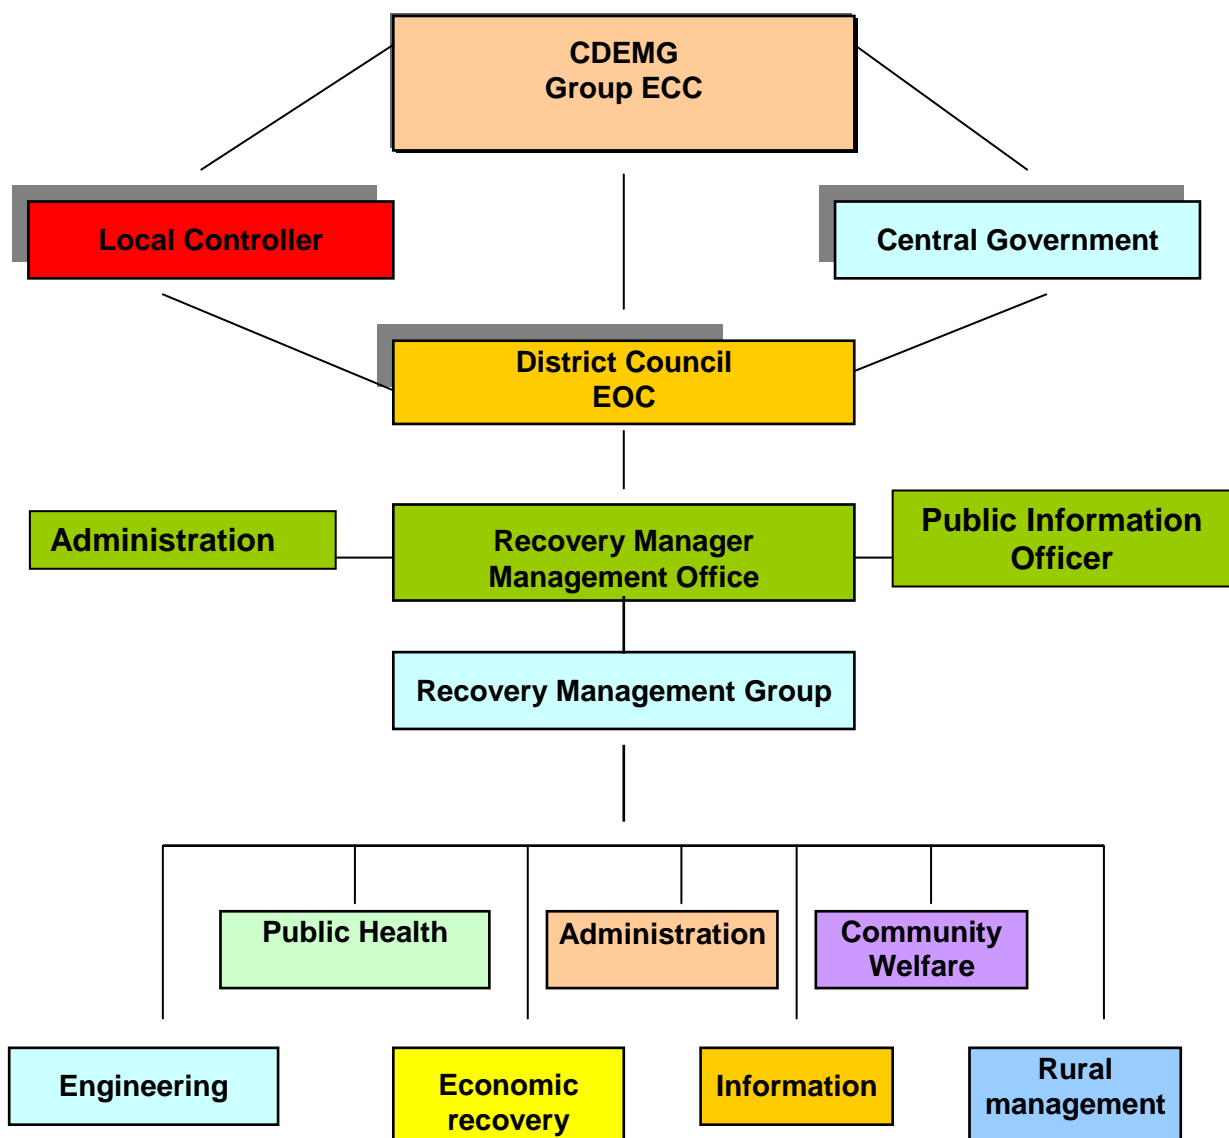 CDEMG
Group ECC
Local Controller
Central Government
District Council
EOC
Administration
Recovery Manager
Management Office
Public Information
Officer
Recovery Management Group
Public Health
Administration
Community
Welfare
Engineering
Economic
recovery
Information
Rural
management